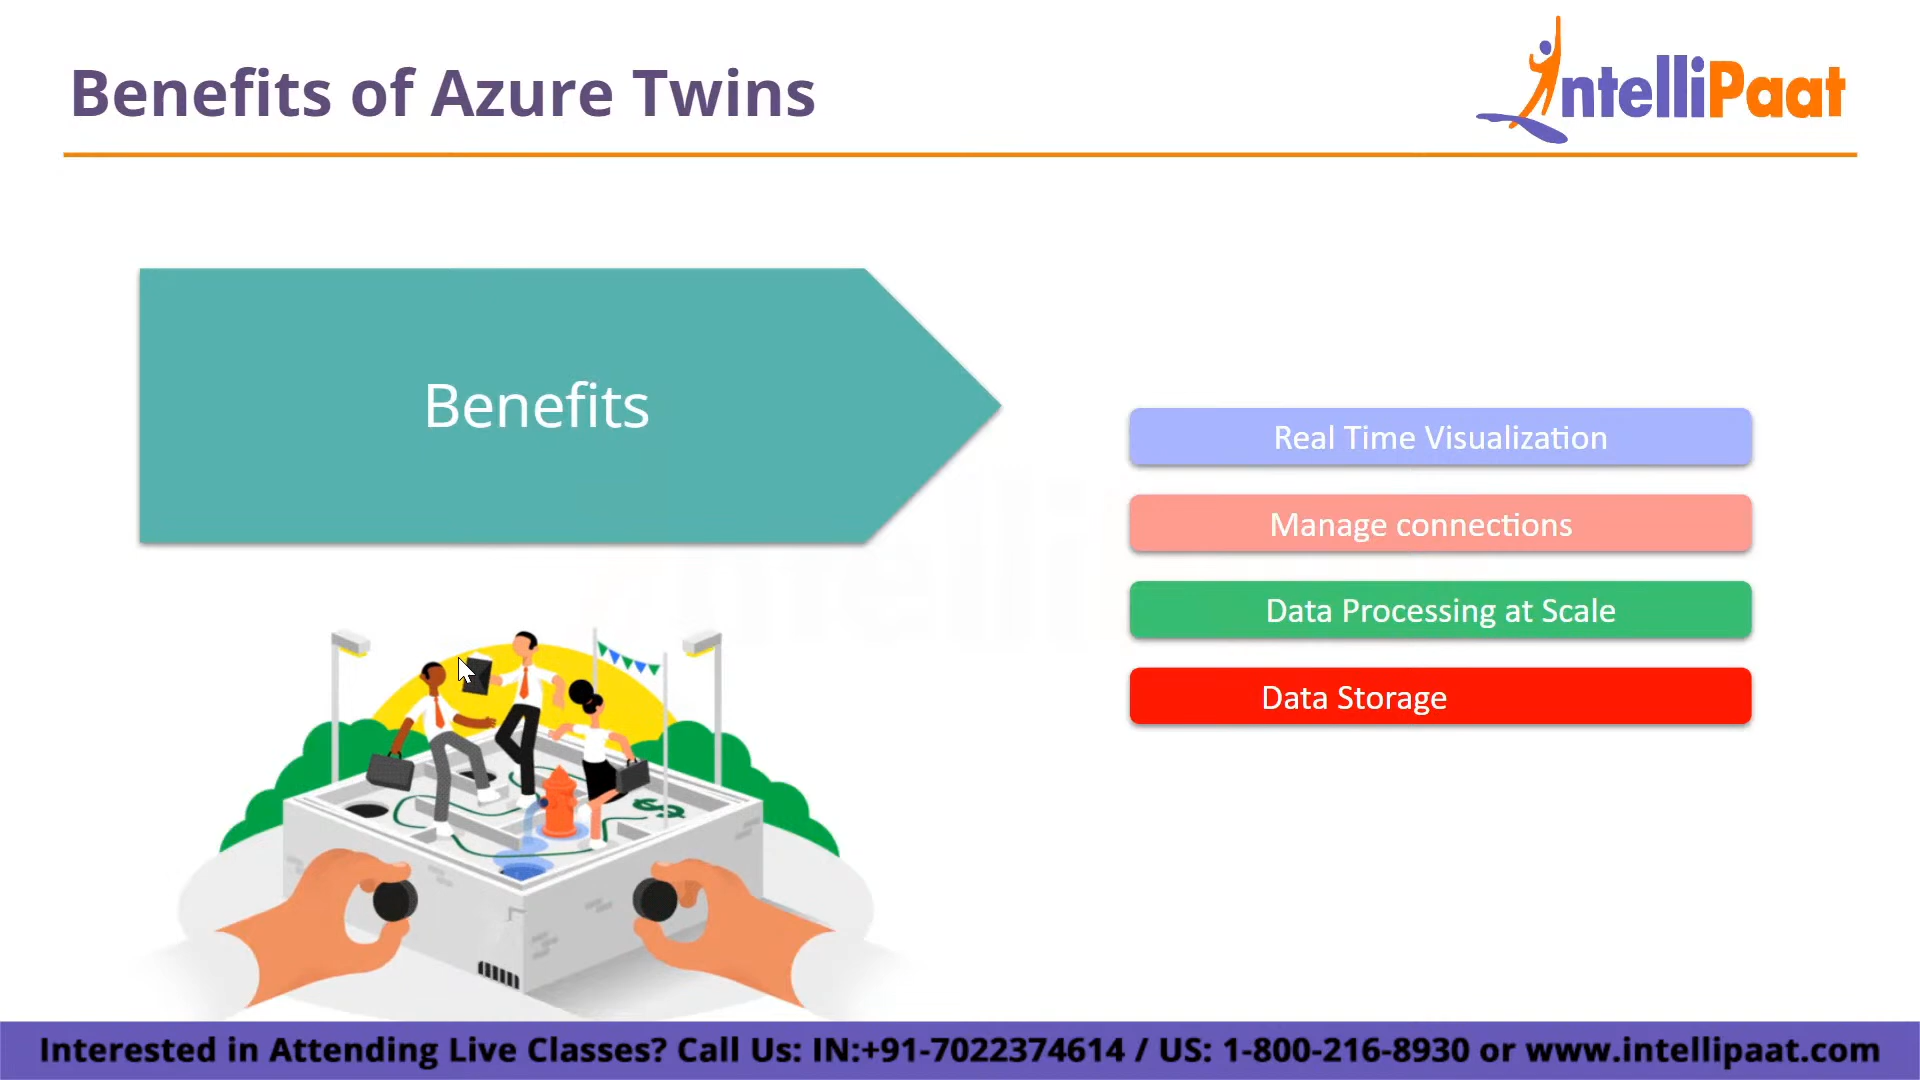 Benefits of Azure Twins
IntelliPaat
Benefits
Real Time Visualization
Manage connections
Data Processing at Scale
Data Storage
Interested in Attending Live Classes? Call Us: IN:+91-7022374614 / US: 1-800-216-8930 or www.intellipaat.com